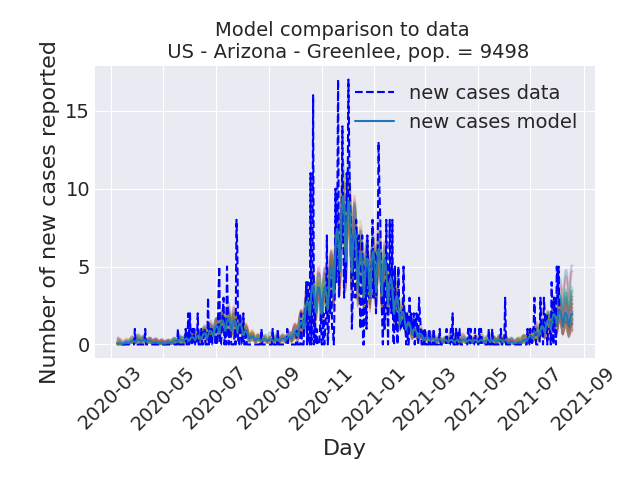 Model comparison to data
US - Arizona - Greenlee, pop. = 9498
new cases data
new cases model
Number of new cases reported
15
10
5
0
2020-03
2020-05
2020-07
2020-09
2020-11
2021-01
2021-03
2021-05
2021-07
2021-09
Day